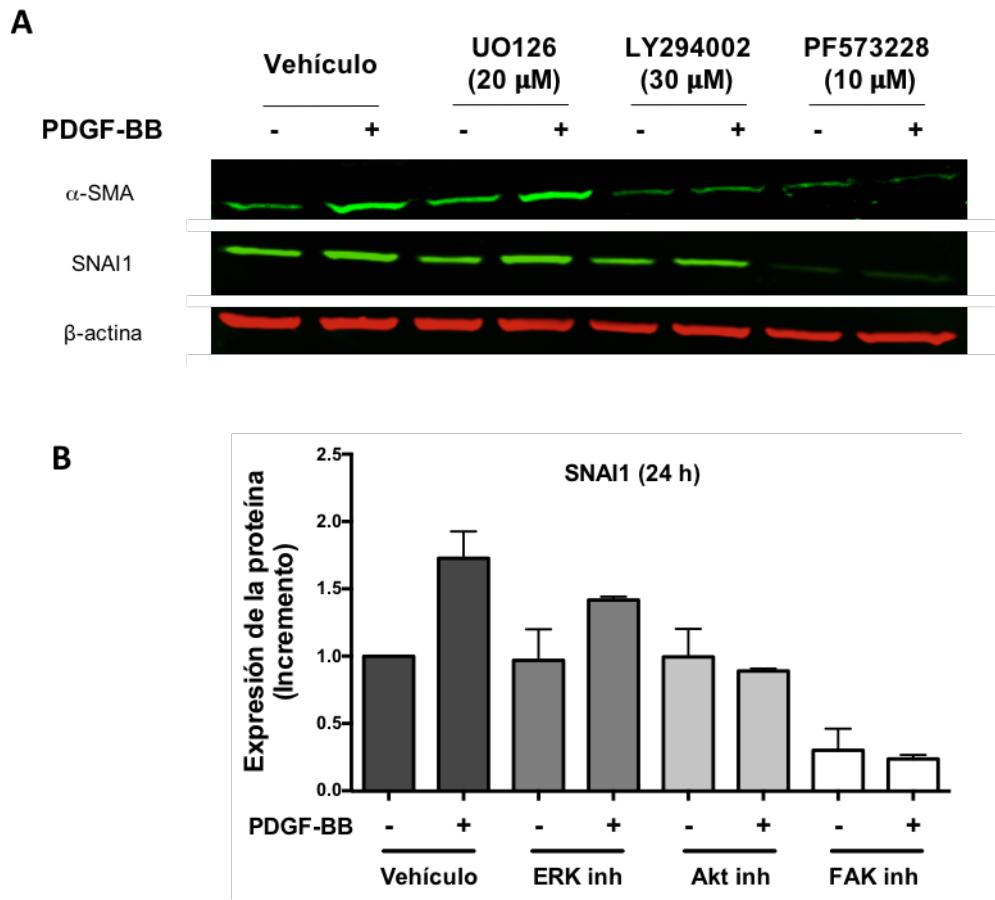 A
Vehículo
UO126
(20 µM)
LY294002
(30 µM)
PF573228
(10 µM)
PDGF-BB - + - + - + - +
α-SMA
SNAI1
β-actina
B
SNAI1 (24 h)
Expresión de la proteína
(Incremento)
2.5
2.0
1.5
1.0
0.5
0.0
PDGF-BB - + - + - + - +
Vehículo ERK inh Akt inh FAK inh